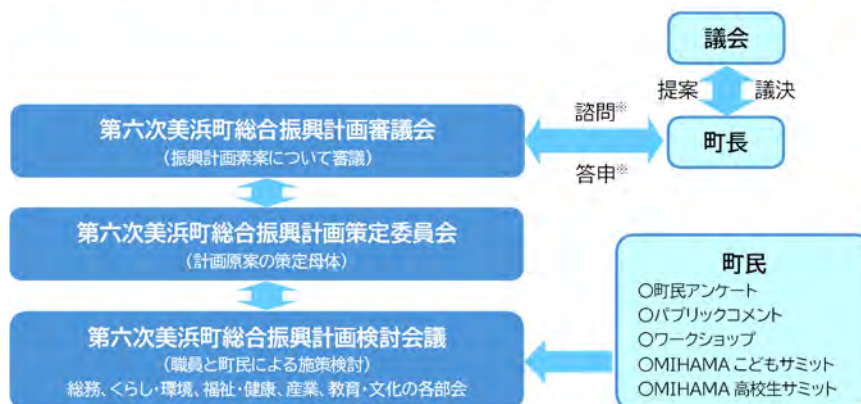 議会
提案
議決
町長
諮問※
答申※
第六次美浜町総合振興計画審議会
(振興計画素案について審議)
第六次美浜町総合振興計画策定委員会
(計画原案の策定母体)
第六次美浜町総合振興計画検討会議
(職員と町民による施策検討)
総務、くらし・環境、福祉・健康、産業、教育・文化の各部会
町民
〇町民アンケート
〇パブリックコメント
〇ワークショップ
〇MIHAMA こどもサミット
〇MIHAMA 高校生サミット